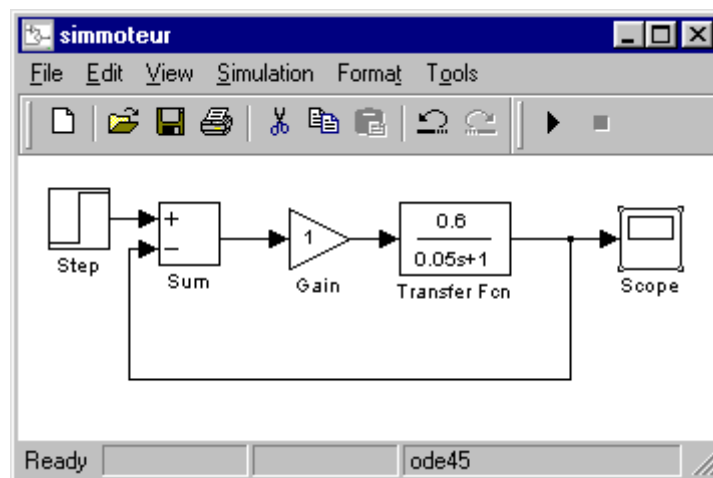 simmoteur
File Edit View Simulation Format Tools
+
−
Step
Sum
1
Gain
0.6
0.05s+1
Transfer Fcn
Scope
Ready
ode45